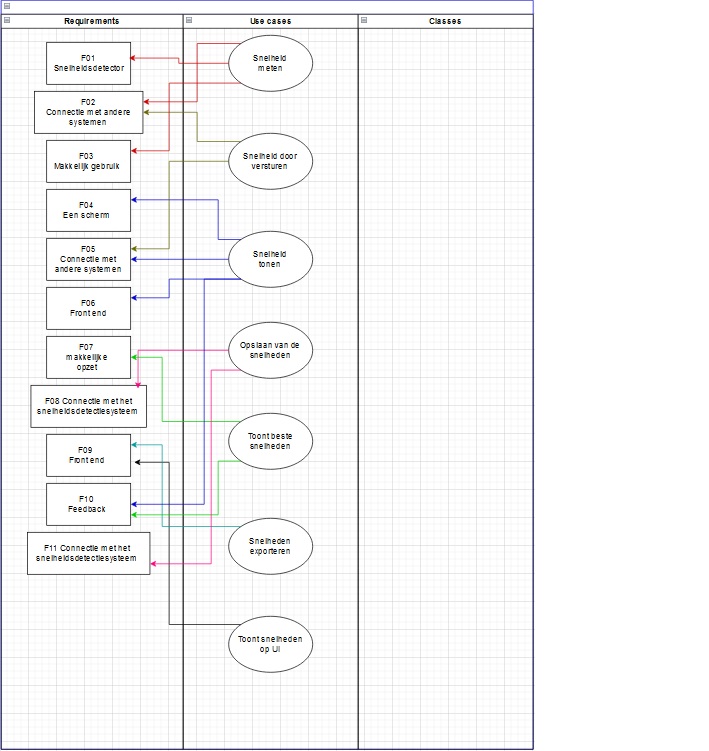 Requirements
Use cases
Classes
F01
Snelheidsdetector
F02
Connectie met andere
systemen
F03
Makkelijk gebruik
F04
Een scherm
F05
Connectie met
andere systemen
F06
Front end
F07
makkelijke
opzet
F08 Connectie met het
snelheidsdetectiesysteem
F09
Front end
F10
Feedback
F11 Connectie met het
snelheidsdetectiesysteem
Snelheid
meten
Snelheid door
versturen
Snelheid
tonen
Opslaan van de
snelheden
Toont beste
snelheden
Snelheden
exporteren
Toont snelheden
op UI